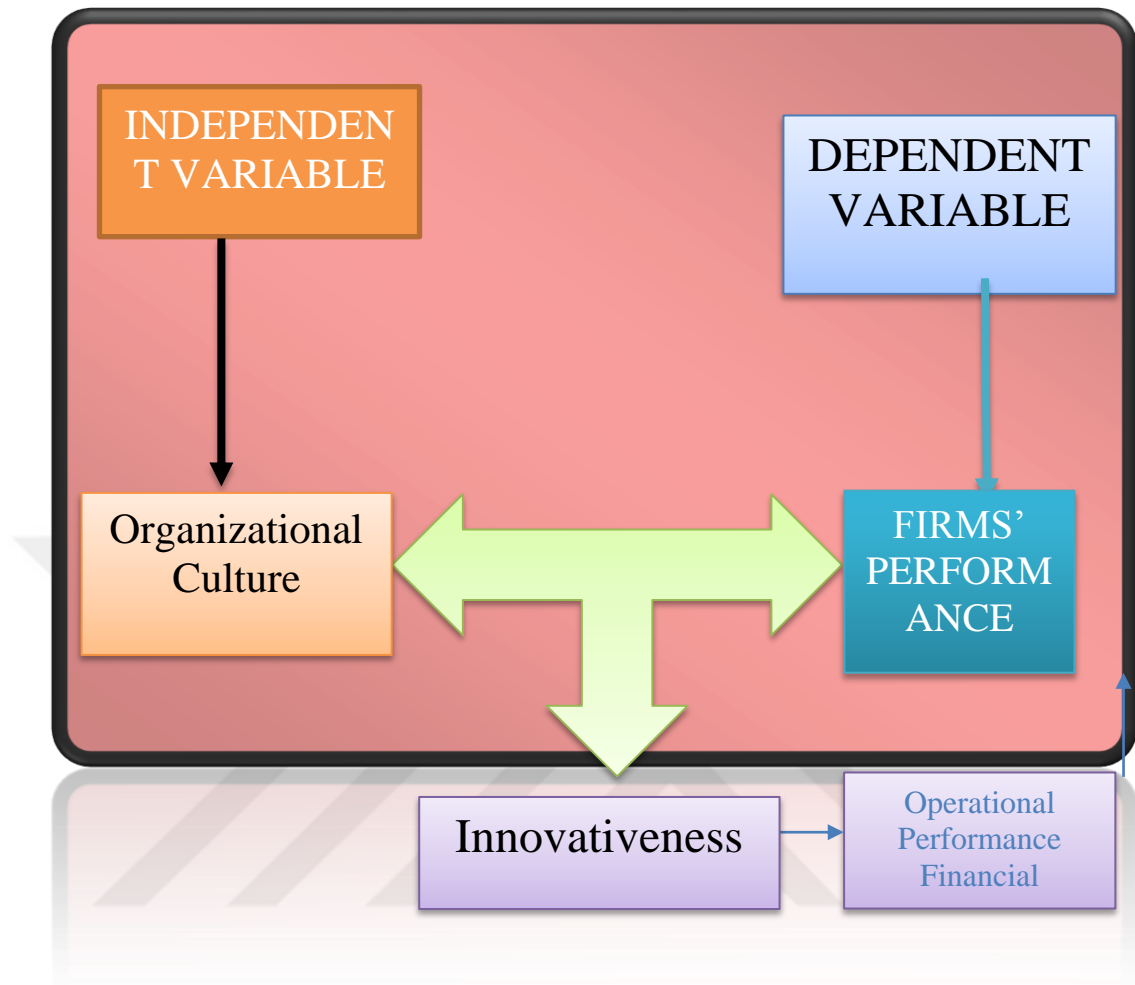 INDEPENDEN
T VARIABLE
DEPENDENT
VARIABLE
Organizational
Culture
FIRMS’
PERFORM
ANCE
Innovativeness
Operational
Performance
Financial